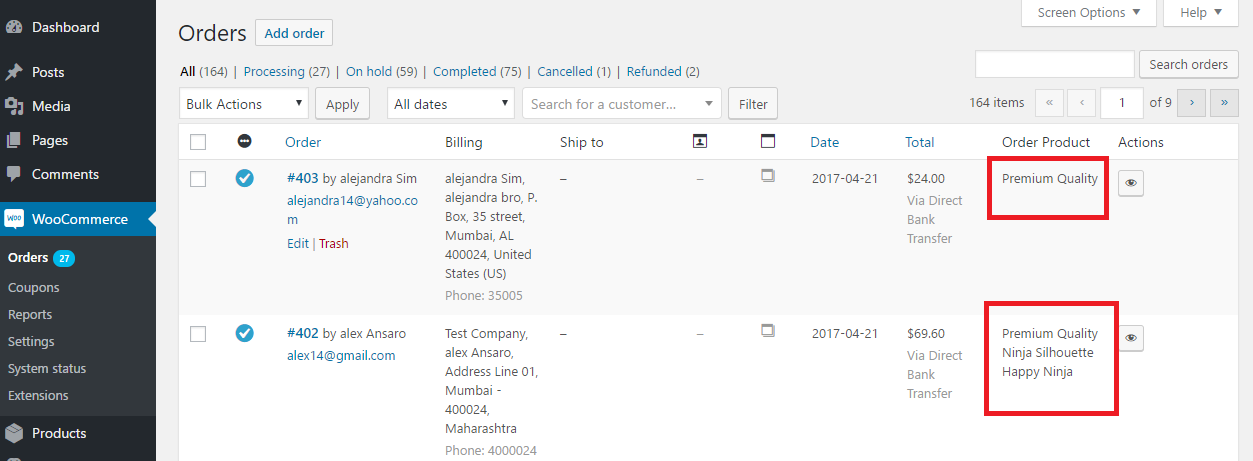 Dashboard
Posts
Media
Pages
Comments
WOO WooCommerce
Orders 27
Coupons
Reports
Settings
System status
Extensions
Products
Screen Options ▼ Help ▼
Orders Add order
All (164) | Processing (27) | On hold (59) | Completed (75) | Cancelled (1) | Refunded (2)
Search orders
Bulk Actions Apply All dates Search for a customer... Filter
164 items « ‹ 1 of 9 › »
Order Billing Ship to Date Total Order Product Actions
#403 by alejandra Sim
alejandra14@yahoo.co
m
Edit | Trash
alejandra Sim,
alejandra bro, P.
Box, 35 street,
Mumbai, AL
400024, United
States (US)
Phone: 35005
–
–
2017-04-21
$24.00
Via Direct
Bank
Transfer
Premium Quality
#402 by alex Ansaro
alex14@gmail.com
Test Company,
alex Ansaro,
Address Line 01,
Mumbai -
400024,
Maharashtra
Phone: 4000024
–
–
2017-04-21
$69.60
Via Direct
Bank
Transfer
Premium Quality
Ninja Silhouette
Happy Ninja